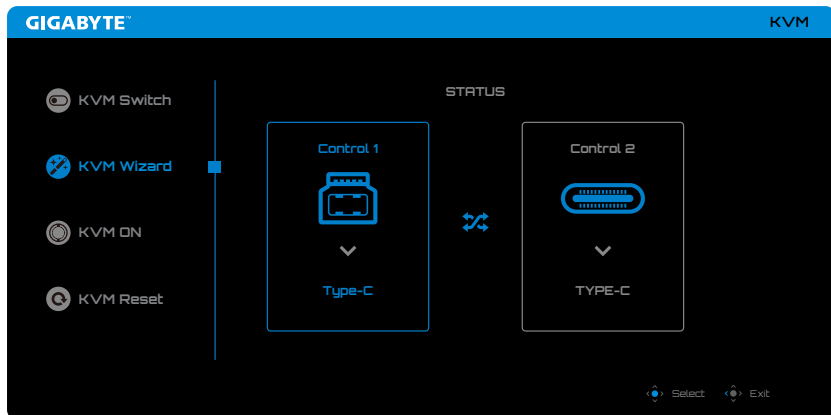 GIGABYTE™
KVM
KVM Switch
KVM Wizard
KVM ON
KVM Reset
STATUS
Control 1
Type-C
Control 2
TYPE-C
Select
Exit